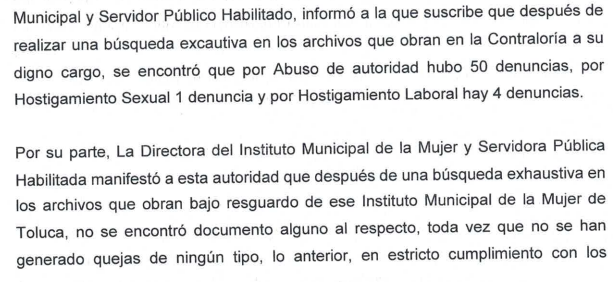 Municipal y Servidor Público Habilitado, informó a la que suscribe que después de
realizar una búsqueda excautiva en los archivos que obran en la Contraloría a su
digno cargo, se encontró que por Abuso de autoridad hubo 50 denuncias, por
Hostigamiento Sexual 1 denuncia y por Hostigamiento Laboral hay 4 denuncias.
Por su parte, La Directora del Instituto Municipal de la Mujer y Servidora Pública
Habilitada manifestó a esta autoridad que después de una búsqueda exhaustiva en
los archivos que obran bajo resguardo de ese Instituto Municipal de la Mujer de
Toluca, no se encontró documento alguno al respecto, toda vez que no se han
generado quejas de ningún tipo, lo anterior, en estricto cumplimiento con los